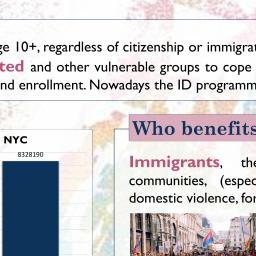 ge 10+, regardless of citizenship or immigrat
ted and other vulnerable groups to cope
nd enrollment. Nowadays the ID programm
NYC
8328190
Who benefits
Immigrants, the
communities, (espec
domestic violence, for